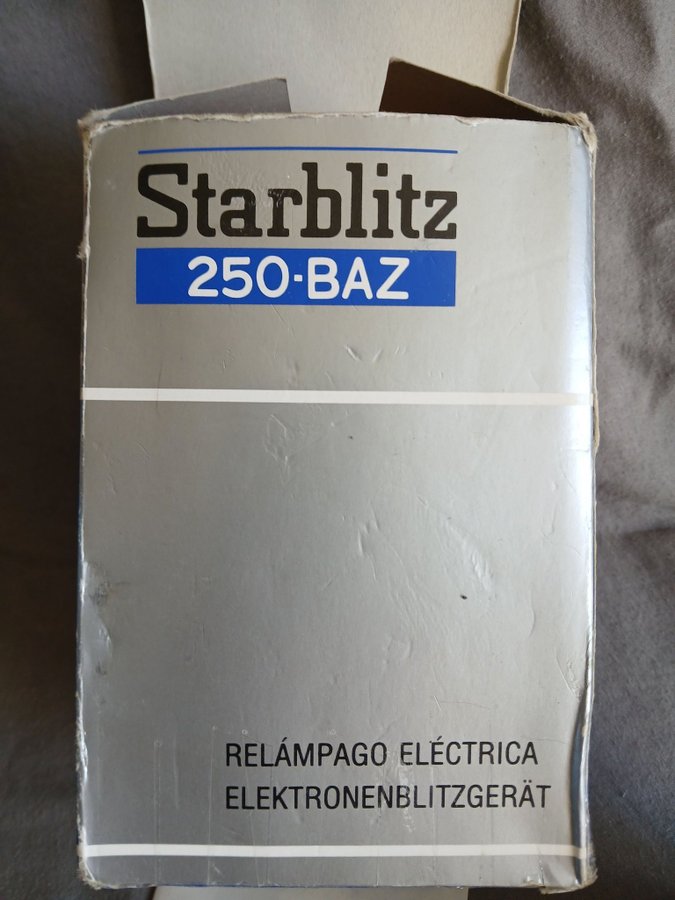 Starblitz
250-BAZ
RELÁMPAGO ELÉCTRICA
ELEKTRONENBLITZGERÄT